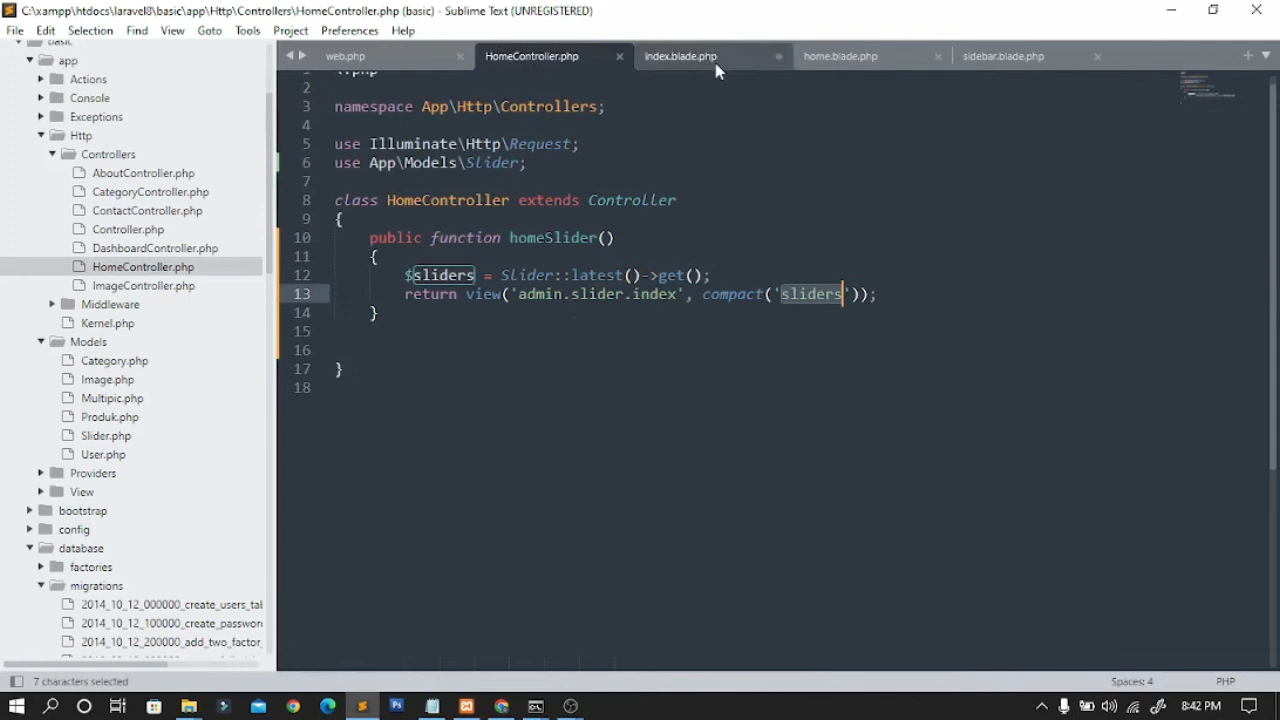 C:\xampp\htdocs\laravel8\basic\app\Http\Controllers\HomeController.php (basic) - Sublime Text (UNREGISTERED)
File Edit Selection Find View Goto Tools Project Preferences Help
web.php HomeController.php index.blade.php home.blade.php sidebar.blade.php
basic
app
Actions
Console
Exceptions
Http
Controllers
AboutController.php
CategoryController.php
ContactController.php
Controller.php
DashboardController.php
HomeController.php
ImageController.php
Middleware
Kernel.php
Models
Category.php
Image.php
Multipic.php
Produk.php
Slider.php
User.php
Providers
View
bootstrap
config
database
factories
migrations
2014_10_12_000000_create_users_tal
2014_10_12_100000_create_password
2014_10_12_200000_add_two_factor_
1 <?php
2
3 namespace App\Http\Controllers;
4
5 use Illuminate\Http\Request;
6 use App\Models\Slider;
7
8 class HomeController extends Controller
9 {
10 public function homeSlider()
11 {
12 $sliders = Slider::latest()->get();
13 return view('admin.slider.index', compact('sliders'));
14 }
15
16
17 }
18
7 characters selected Spaces: 4 PHP
8:42 PM